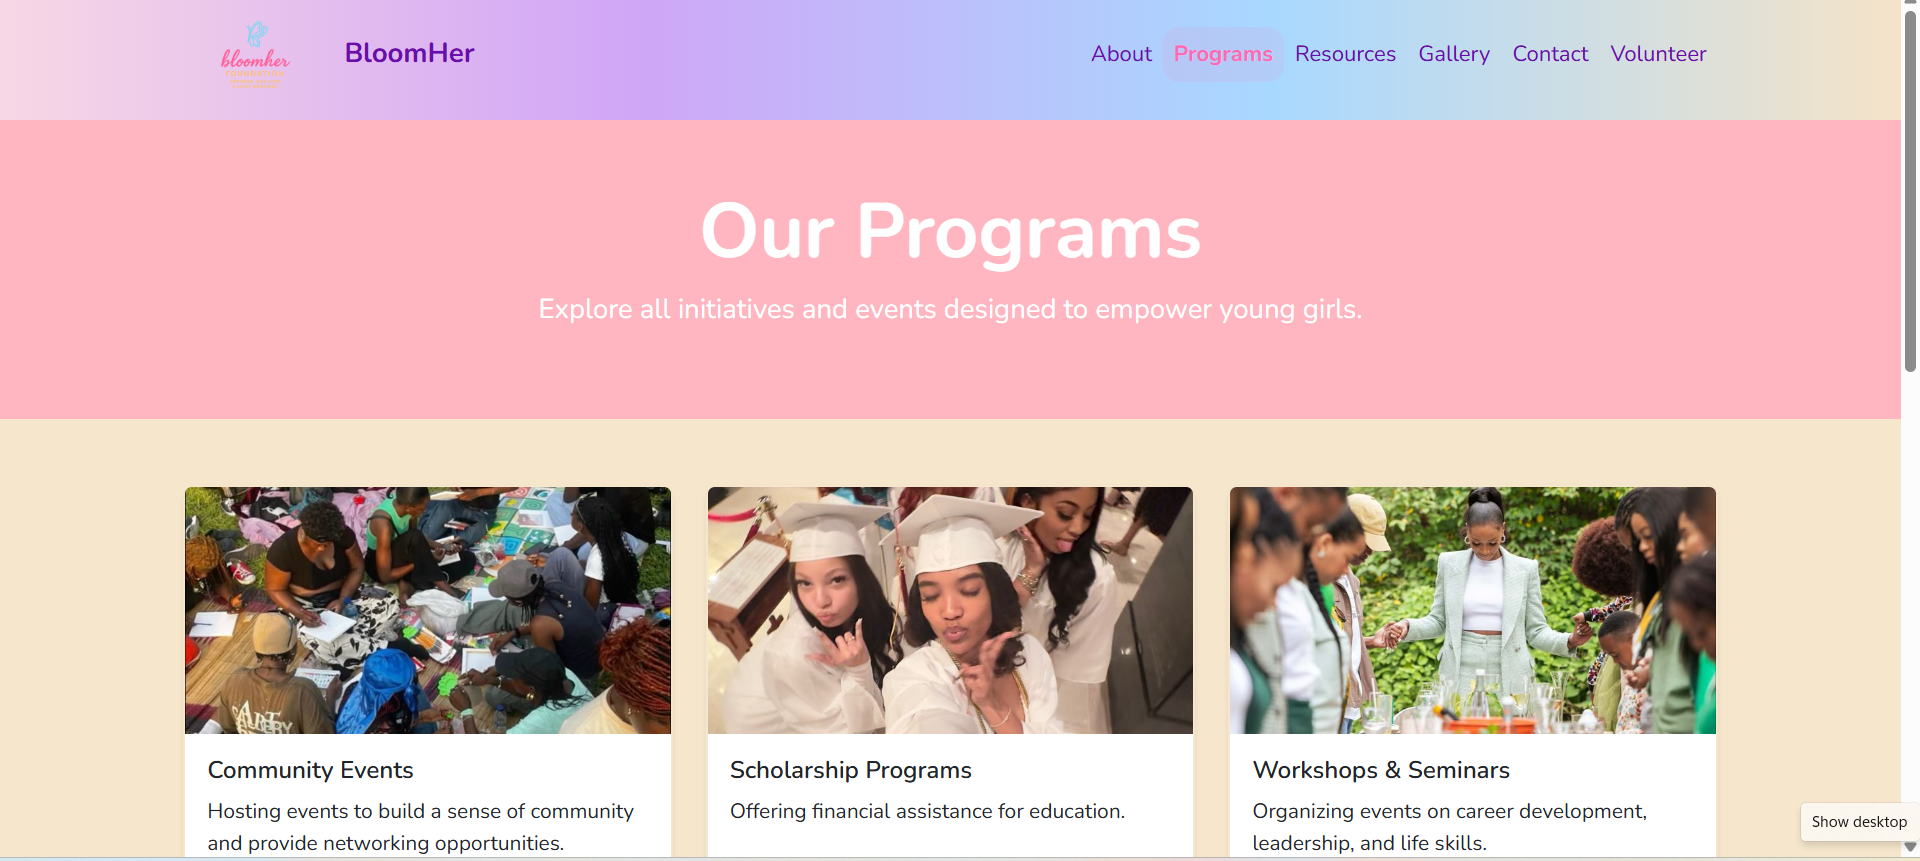 bloomher
FOUNDATION
BloomHer
About Programs Resources Gallery Contact Volunteer
Our Programs
Explore all initiatives and events designed to empower young girls.
Community Events
Hosting events to build a sense of community
and provide networking opportunities.
Scholarship Programs
Offering financial assistance for education.
Workshops & Seminars
Organizing events on career development,
leadership, and life skills.
Show desktop